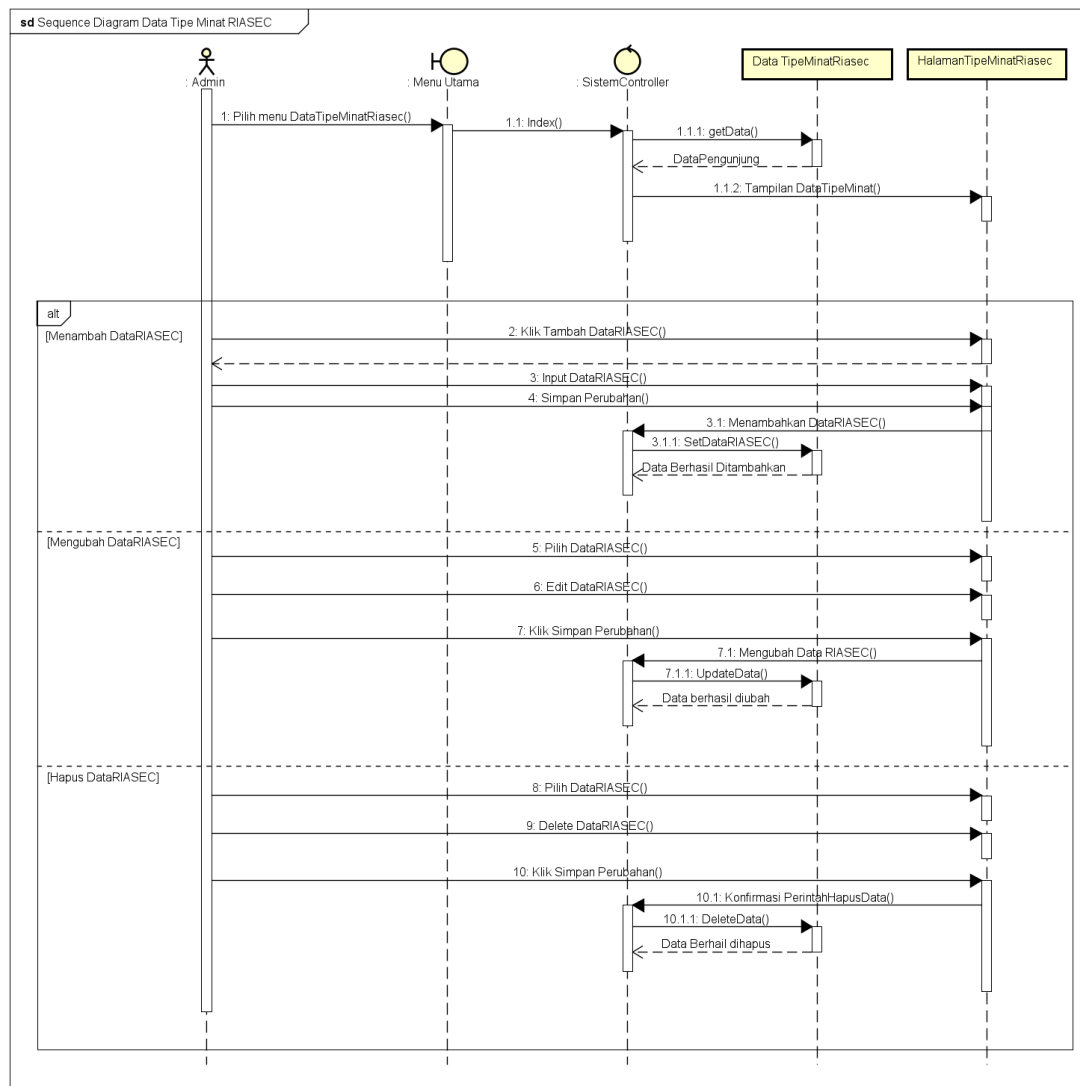 sd Sequence Diagram Data Tipe Minat RIASEC
: Admin
: Menu Utama
: SistemController
Data TipeMinatRiasec
HalamanTipeMinatRiasec
1: Pilih menu DataTipeMinatRiasec()
1.1: Index()
1.1.1: getData()
DataPengunjung
1.1.2: Tampilan DataTipeMinat()
alt
[Menambah DataRIASEC]
2: Klik Tambah DataRIASEC()
3: Input DataRIASEC()
4: Simpan Perubahan()
3.1: Menambahkan DataRIASEC()
3.1.1: SetDataRIASEC()
Data Berhasil Ditambahkan
[Mengubah DataRIASEC]
5: Pilih DataRIASEC()
6: Edit DataRIASEC()
7: Klik Simpan Perubahan()
7.1: Mengubah Data RIASEC()
7.1.1: UpdateData()
Data berhasil diubah
[Hapus DataRIASEC]
8: Pilih DataRIASEC()
9: Delete DataRIASEC()
10: Klik Simpan Perubahan()
10.1: Konfirmasi PerintahHapusData()
10.1.1: DeleteData()
Data Berhail dihapus